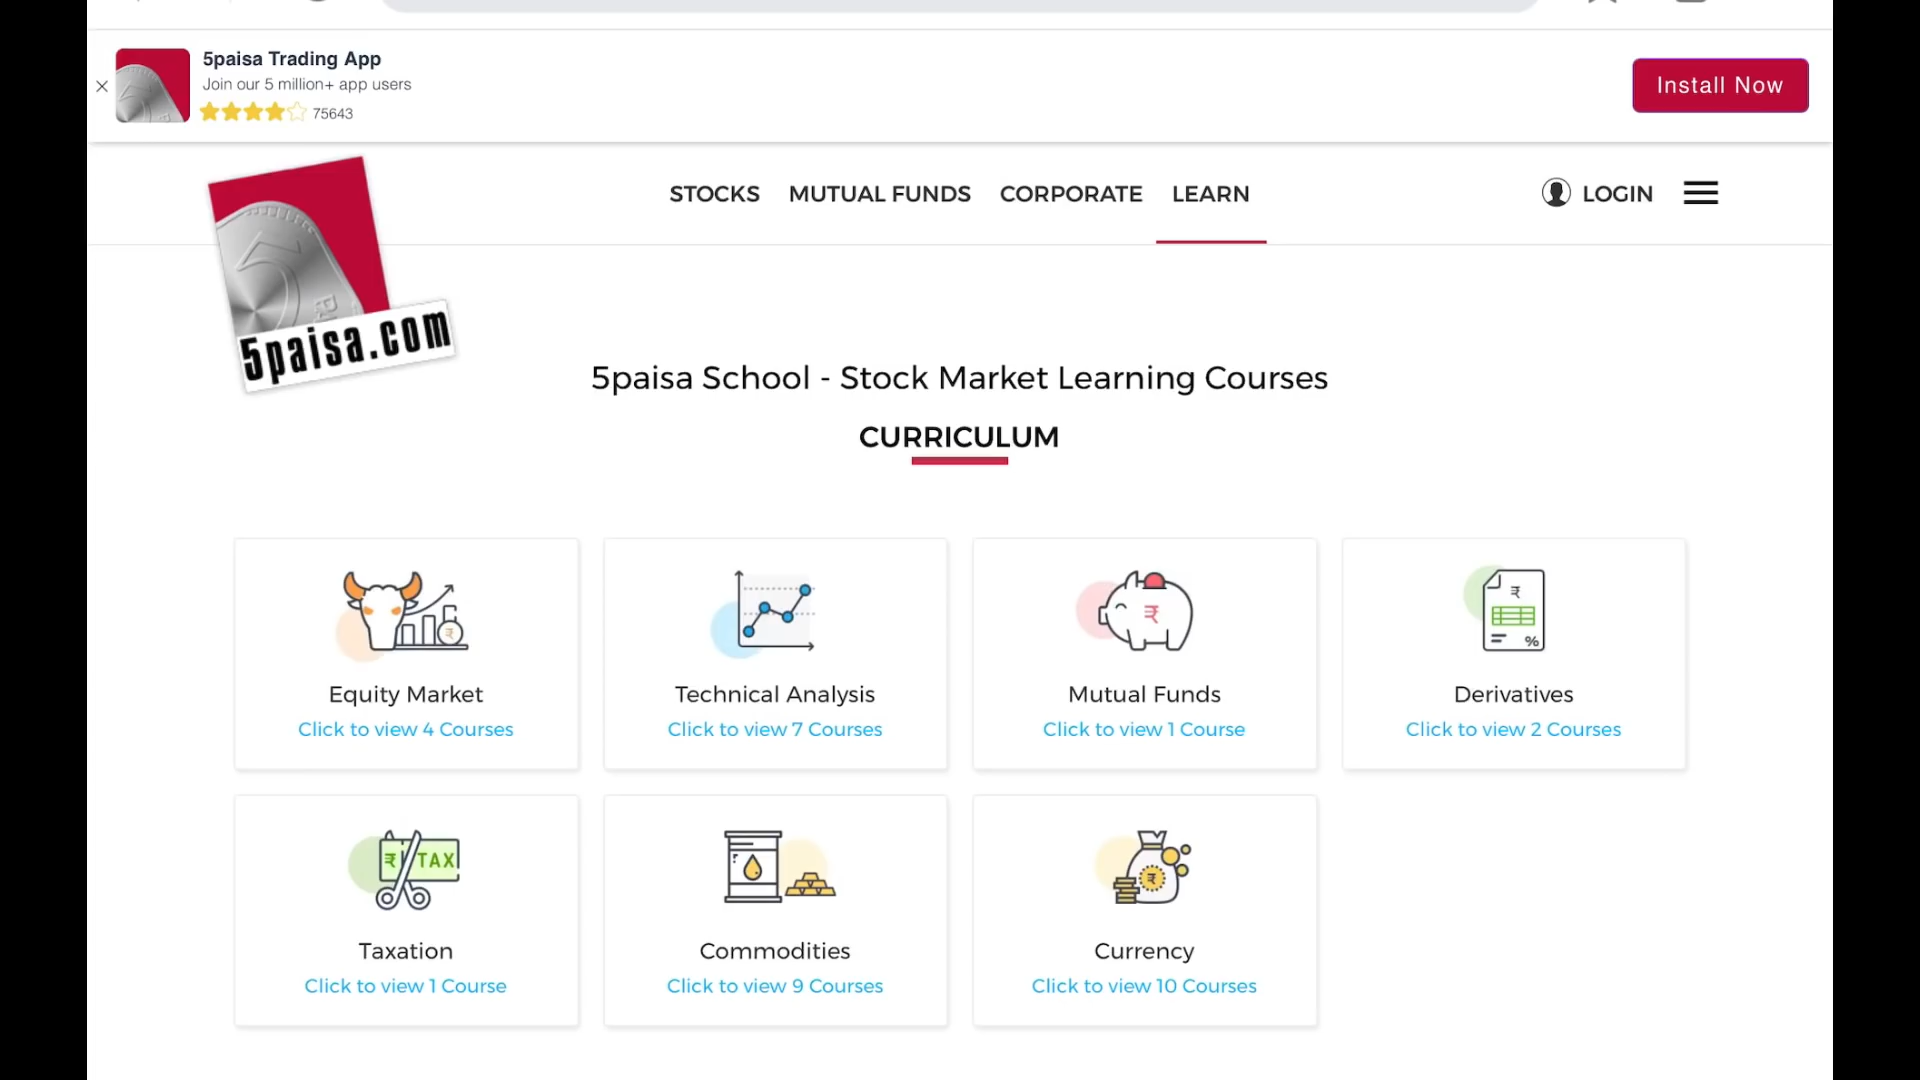 5paisa Trading App
Join our 5 million+ app users
75643
Install Now
STOCKS MUTUAL FUNDS CORPORATE LEARN
LOGIN
5paisa.com
5paisa School - Stock Market Learning Courses
CURRICULUM
Equity Market
Click to view 4 Courses
Technical Analysis
Click to view 7 Courses
₹
Mutual Funds
Click to view 1 Course
₹
%
Derivatives
Click to view 2 Courses
₹ TAX
Taxation
Click to view 1 Course
Commodities
Click to view 9 Courses
₹
Currency
Click to view 10 Courses